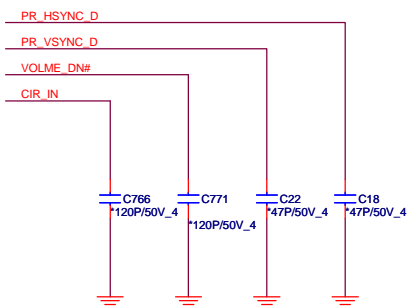 PR_HSYNC_D
PR_VSYNC_D
VOLME_DN#
CIR_IN
C766
*120P/50V_4
C771
*120P/50V_4
C22
*47P/50V_4
C18
*47P/50V_4